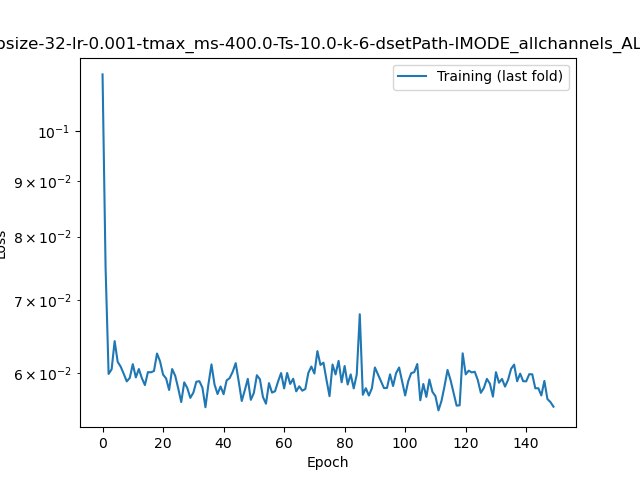 osize-32-lr-0.001-tmax_ms-400.0-Ts-10.0-k-6-dsetPath-IMODE_allchannels_AL
Training (last fold)
10⁻¹
9 × 10⁻²
8 × 10⁻²
Loss
7 × 10⁻²
6 × 10⁻²
0 20 40 60 80 100 120 140
Epoch